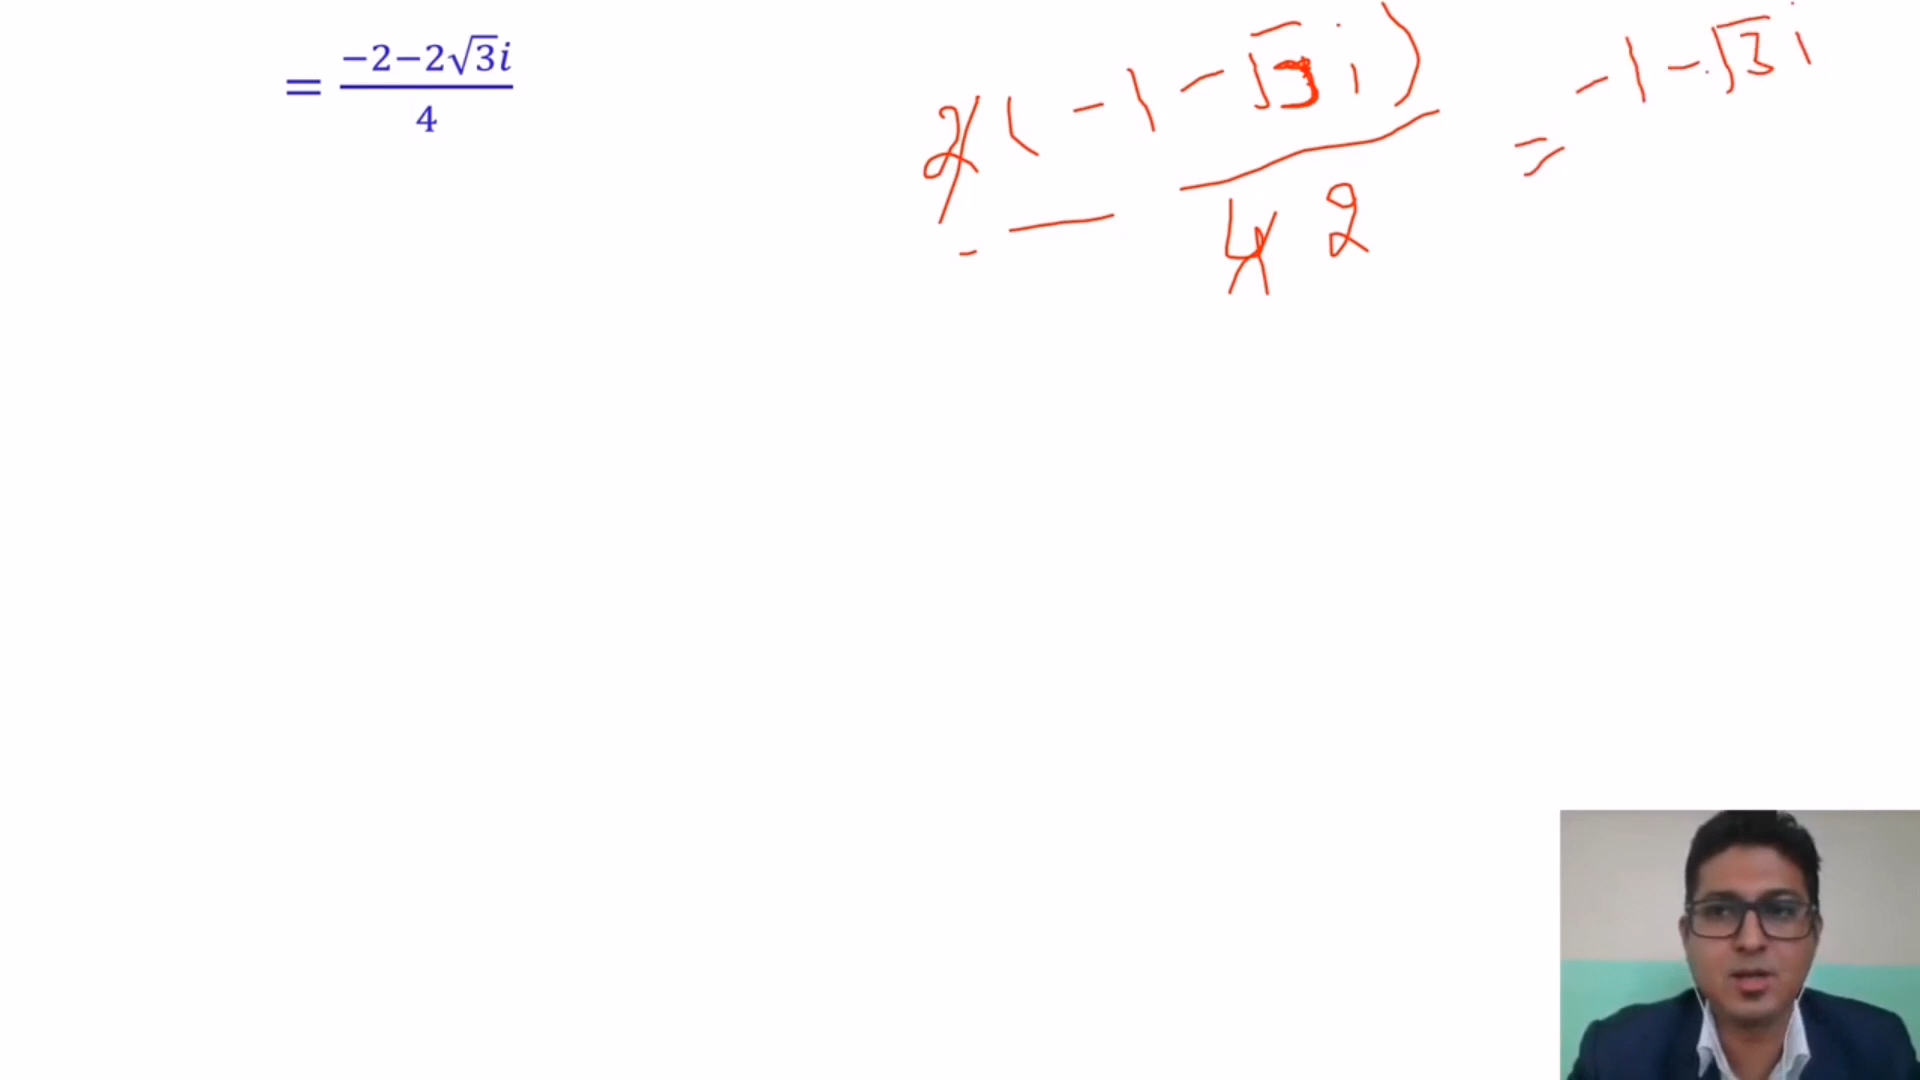 = −2−2√3i / 4
2(-1-√3i) / 4 2 = -1-√3i